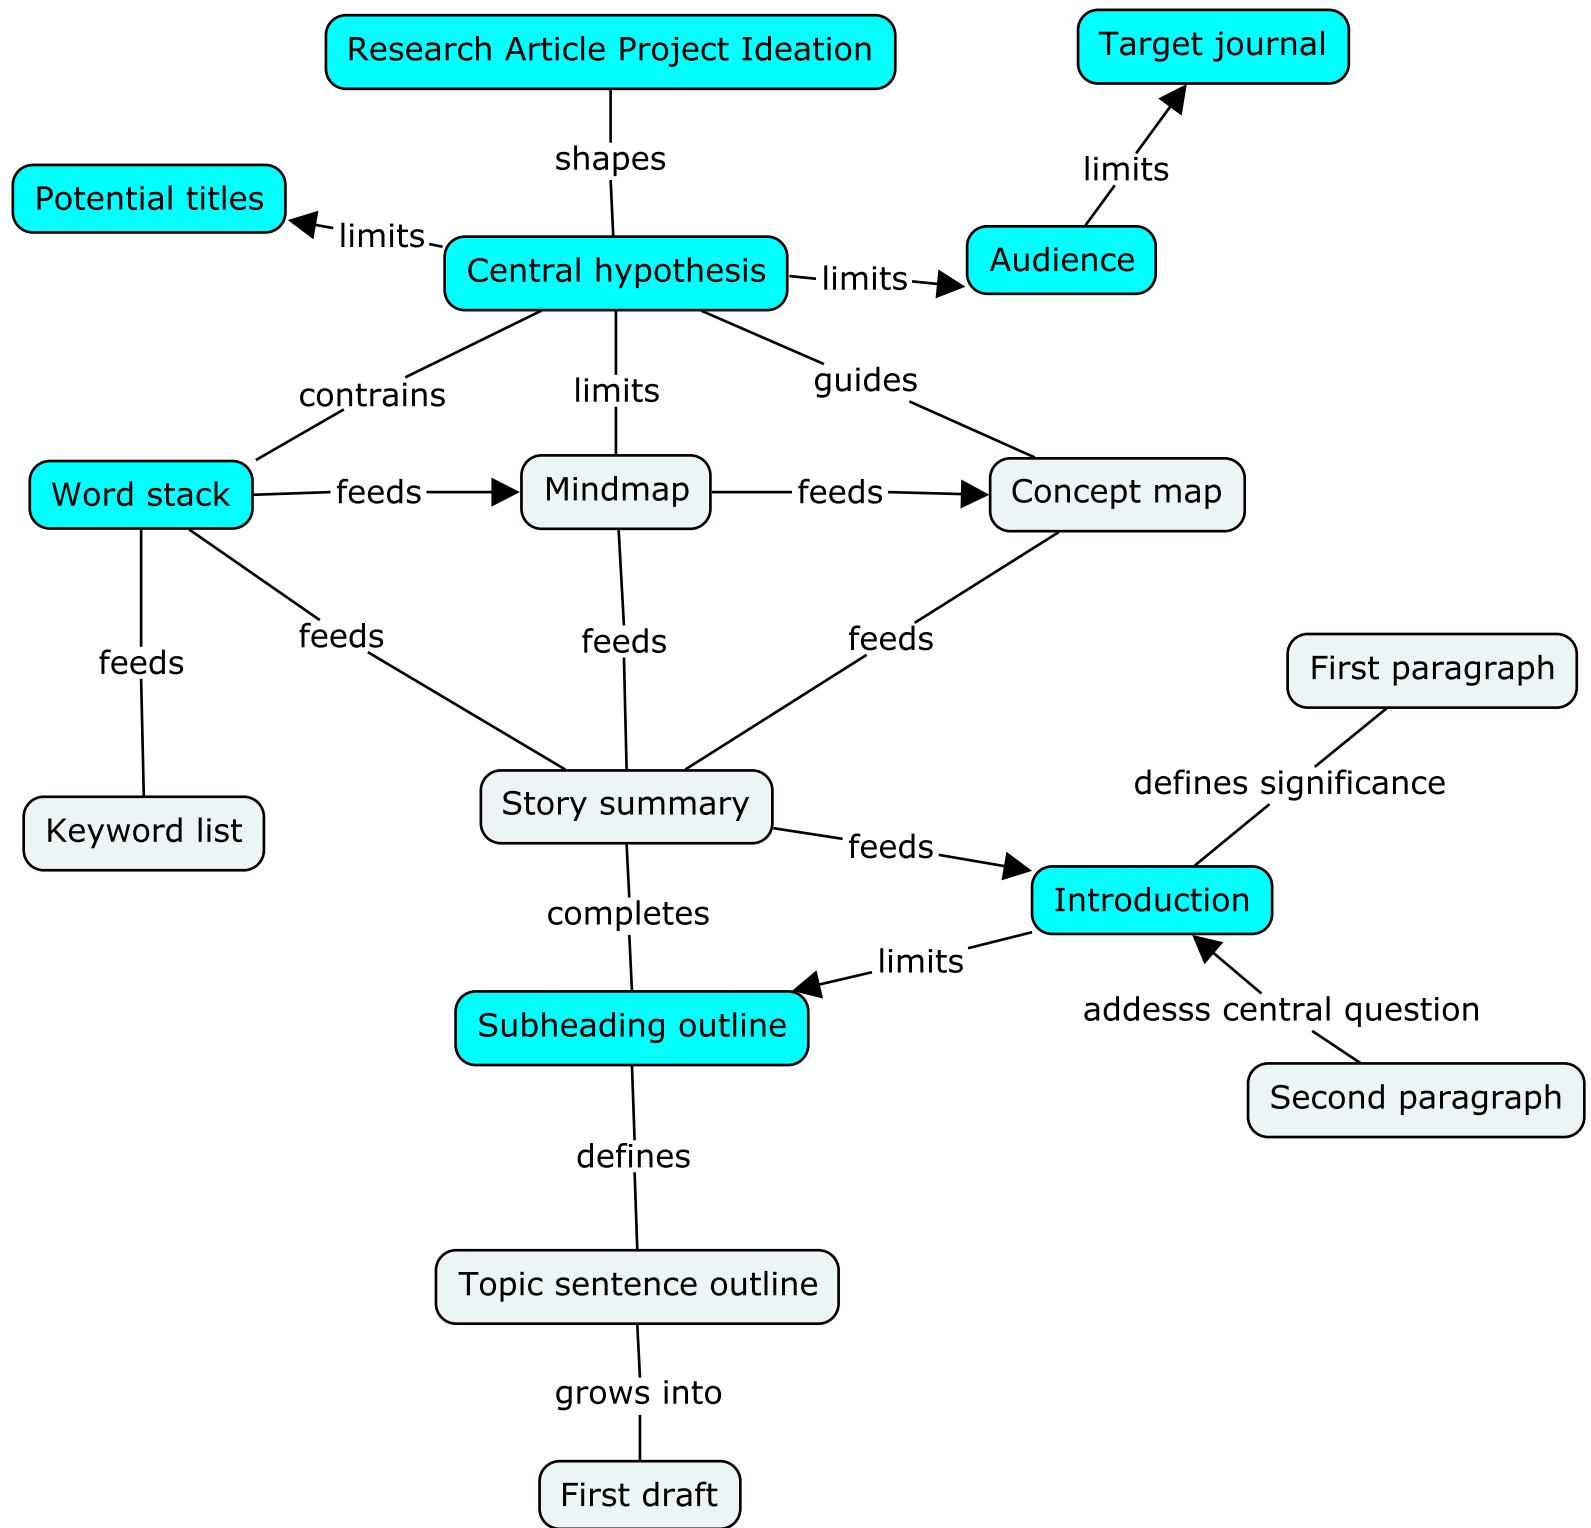 Research Article Project Ideation
Target journal
shapes
limits
Potential titles
limits
Central hypothesis
limits
Audience
contrains
limits
guides
Word stack
feeds
Mindmap
feeds
Concept map
feeds
feeds
feeds
feeds
First paragraph
defines significance
Keyword list
Story summary
feeds
Introduction
completes
limits
addesss central question
Subheading outline
Second paragraph
defines
Topic sentence outline
grows into
First draft